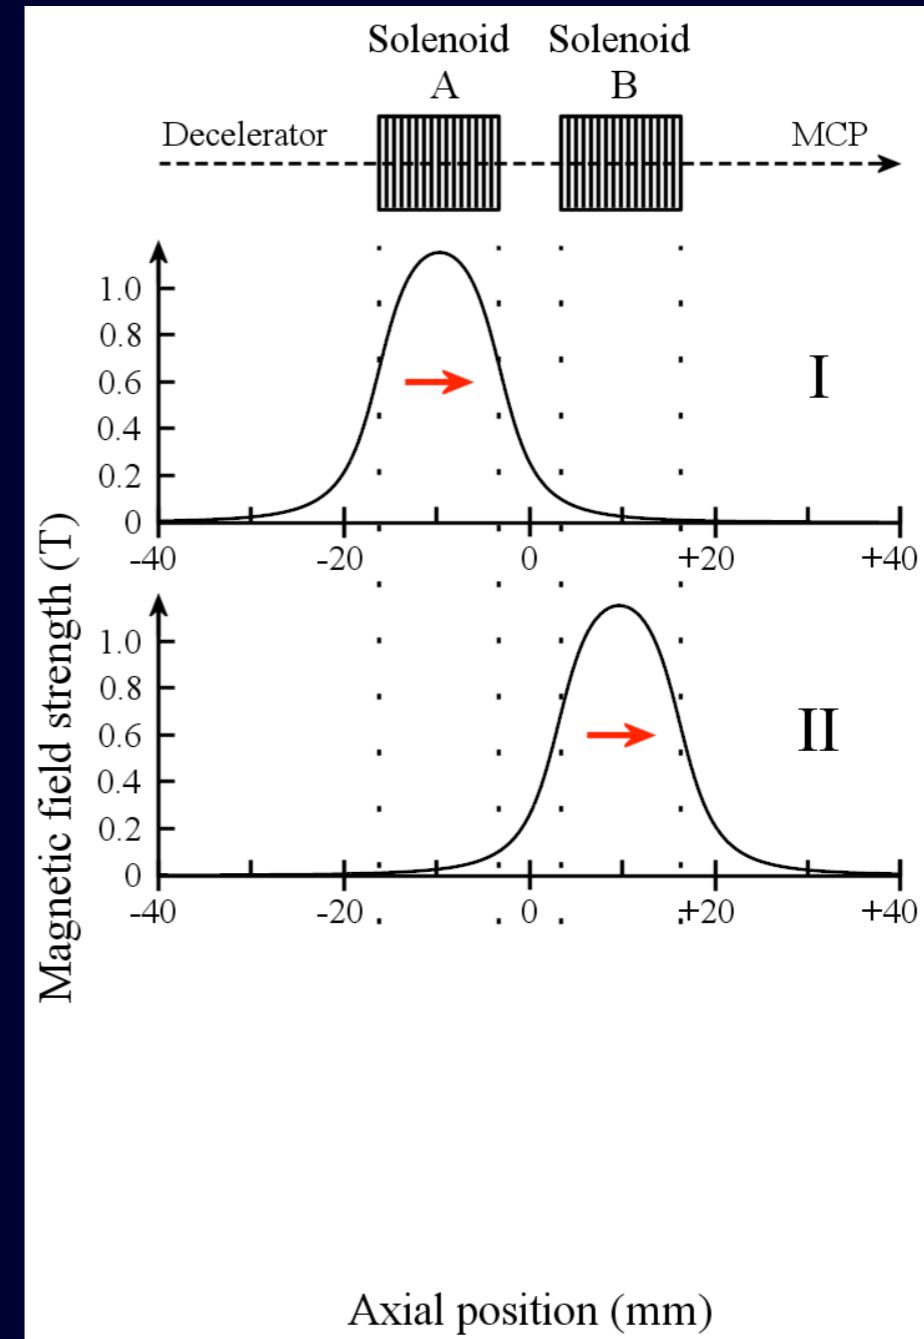 Solenoid Solenoid
A B
Decelerator MCP
1.0
0.8
0.6
0.4
0.2
0
I
-40 -20 0 +20 +40
1.0
0.8
0.6
0.4
0.2
0
II
-40 -20 0 +20 +40
Magnetic field strength (T)
Axial position (mm)